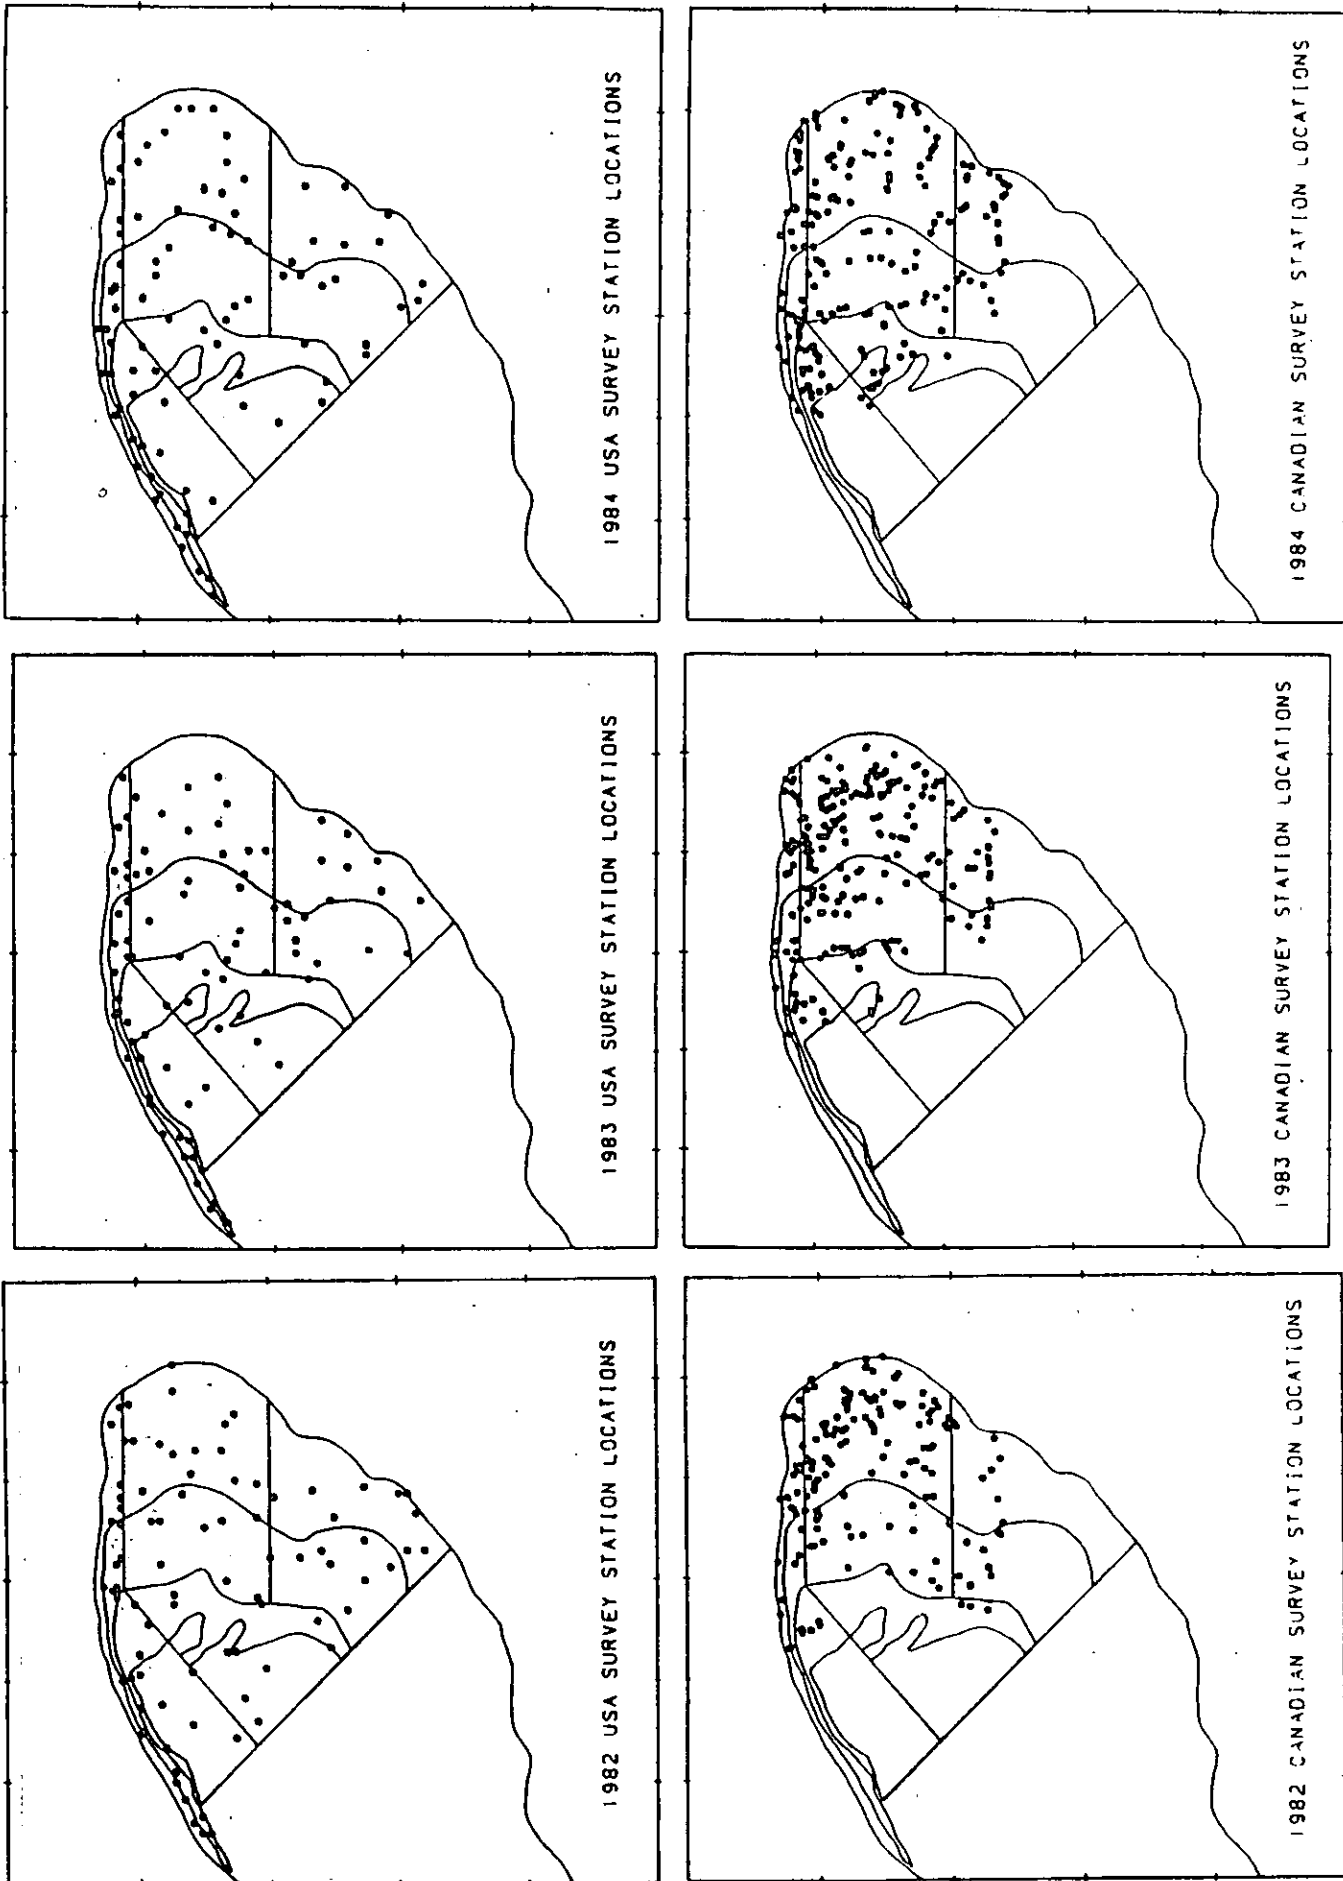 1982 USA SURVEY STATION LOCATIONS
1983 USA SURVEY STATION LOCATIONS
1984 USA SURVEY STATION LOCATIONS
1982 CANADIAN SURVEY STATION LOCATIONS
1983 CANADIAN SURVEY STATION LOCATIONS
1984 CANADIAN SURVEY STATION LOCATIONS